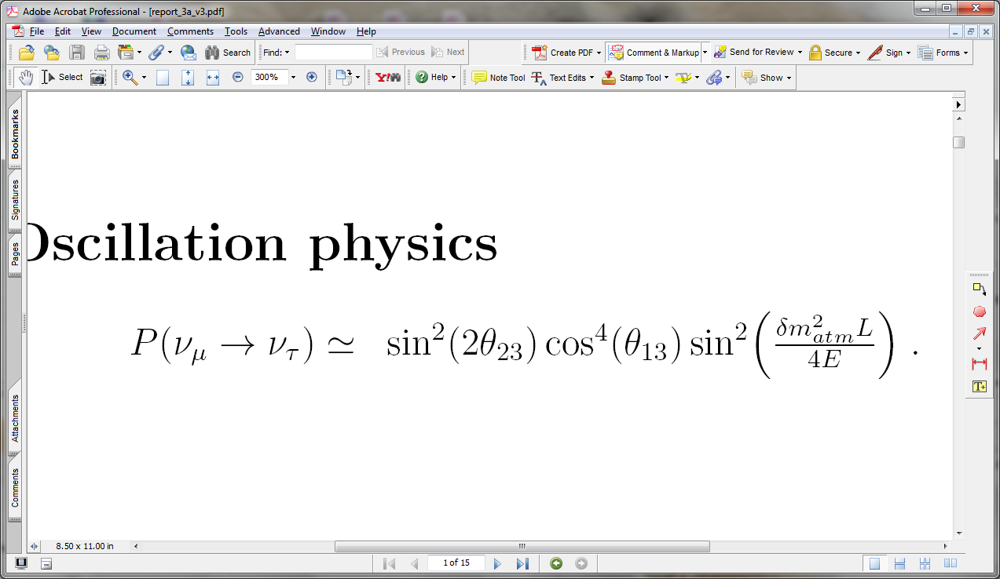 Adobe Acrobat Professional - [report_3a_v3.pdf]
File Edit View Document Comments Tools Advanced Window Help
Search Find: Previous Next Create PDF Comment & Markup Send for Review Secure Sign Forms
Select 300% Y! Help Note Tool Text Edits Stamp Tool Show
Bookmarks
Signatures
Pages
Attachments
Comments
Oscillation physics
P(ν_μ → ν_τ) ≃ sin²(2θ₂₃) cos⁴(θ₁₃) sin²(δm²_atm L / 4E) .
T+
8.50 x 11.00 in
1 of 15